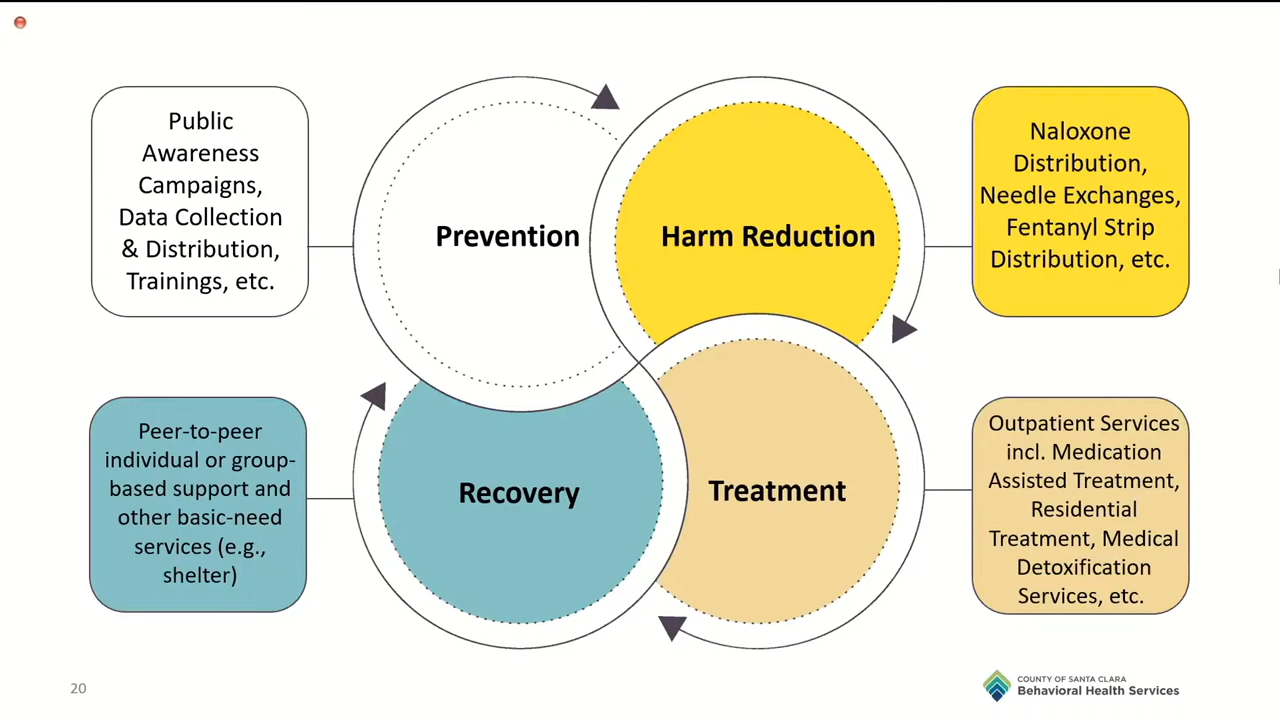 Public
Awareness
Campaigns,
Data Collection
& Distribution,
Trainings, etc.
Prevention
Harm Reduction
Naloxone
Distribution,
Needle Exchanges,
Fentanyl Strip
Distribution, etc.
Peer-to-peer
individual or group-
based support and
other basic-need
services (e.g.,
shelter)
Recovery
Treatment
Outpatient Services
incl. Medication
Assisted Treatment,
Residential
Treatment, Medical
Detoxification
Services, etc.
20
COUNTY OF SANTA CLARA
Behavioral Health Services